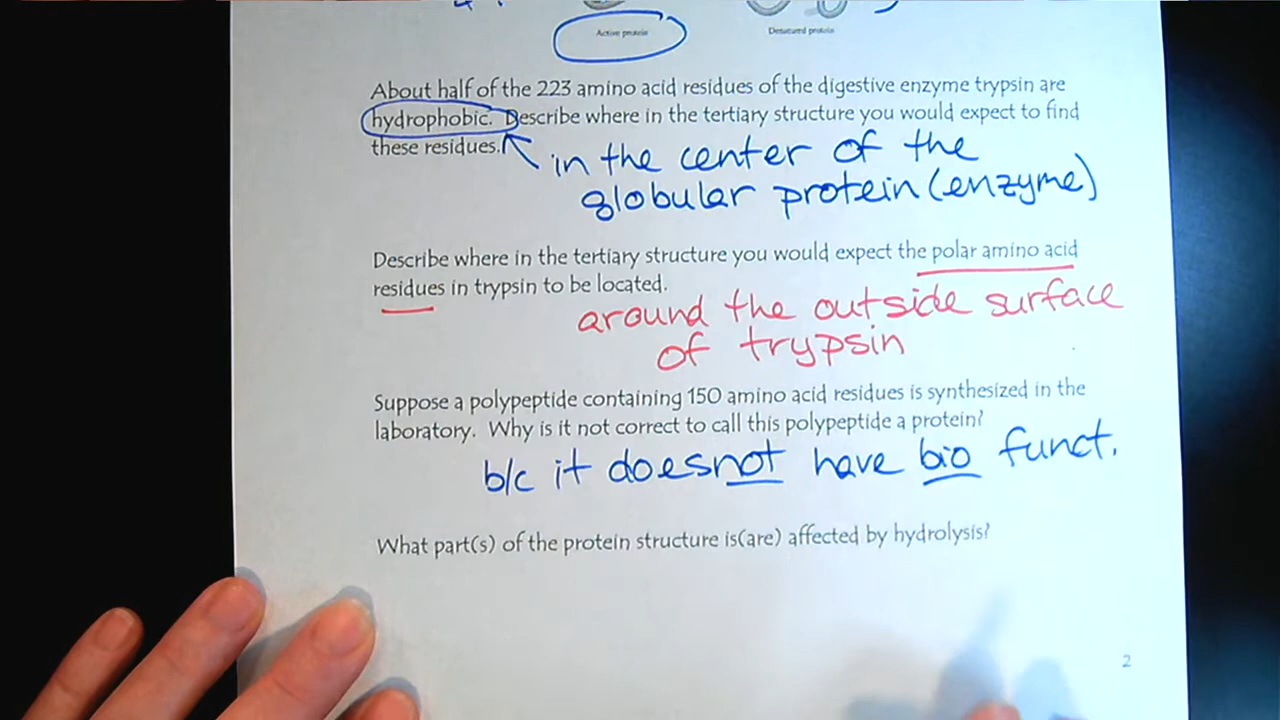 Active protein Denatured protein
About half of the 223 amino acid residues of the digestive enzyme trypsin are
hydrophobic. Describe where in the tertiary structure you would expect to find
these residues.
in the center of the
globular protein (enzyme)
Describe where in the tertiary structure you would expect the polar amino acid
residues in trypsin to be located.
around the outside surface
of trypsin
Suppose a polypeptide containing 150 amino acid residues is synthesized in the
laboratory. Why is it not correct to call this polypeptide a protein?
b/c it doesnot have bio funct.
What part(s) of the protein structure is(are) affected by hydrolysis?
2